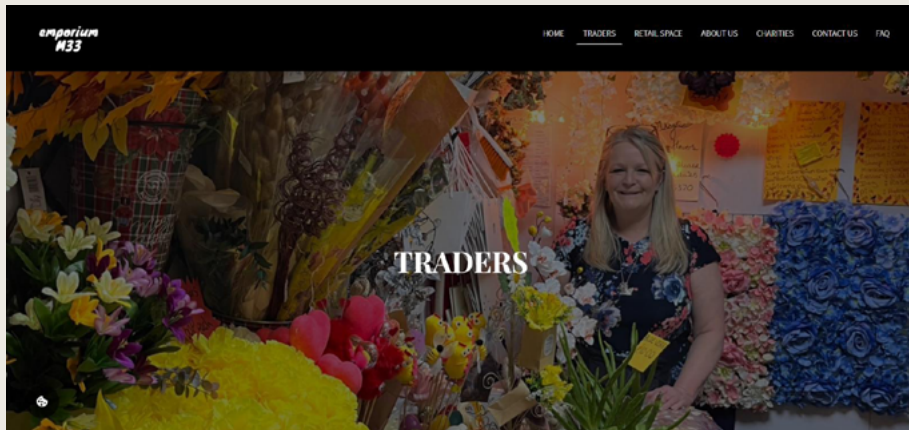 emporium
M33
HOME TRADERS RETAIL SPACE ABOUT US CHARITIES CONTACT US FAQ
TRADERS